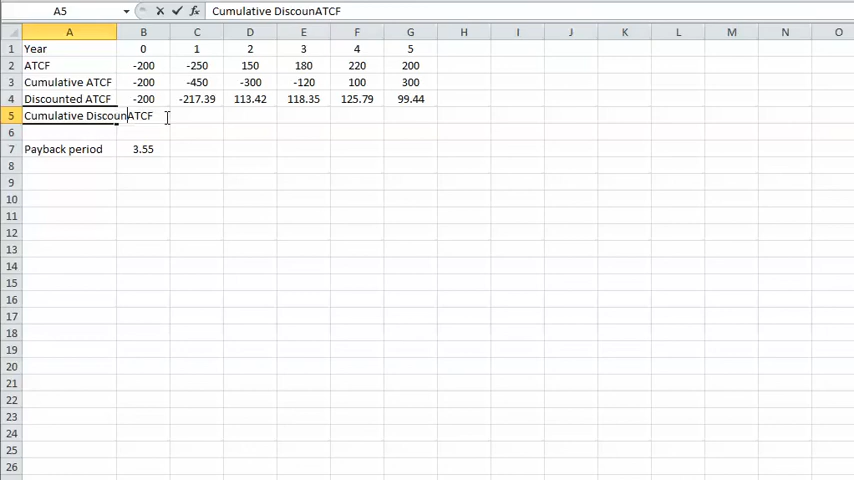 A5 fx Cumulative DiscounATCF
A B C D E F G H I J K L M N O
1 Year 0 1 2 3 4 5
2 ATCF -200 -250 150 180 220 200
3 Cumulative ATCF -200 -450 -300 -120 100 300
4 Discounted ATCF -200 -217.39 113.42 118.35 125.79 99.44
5 Cumulative DiscounATCF
6
7 Payback period 3.55
8
9
10
11
12
13
14
15
16
17
18
19
20
21
22
23
24
25
26